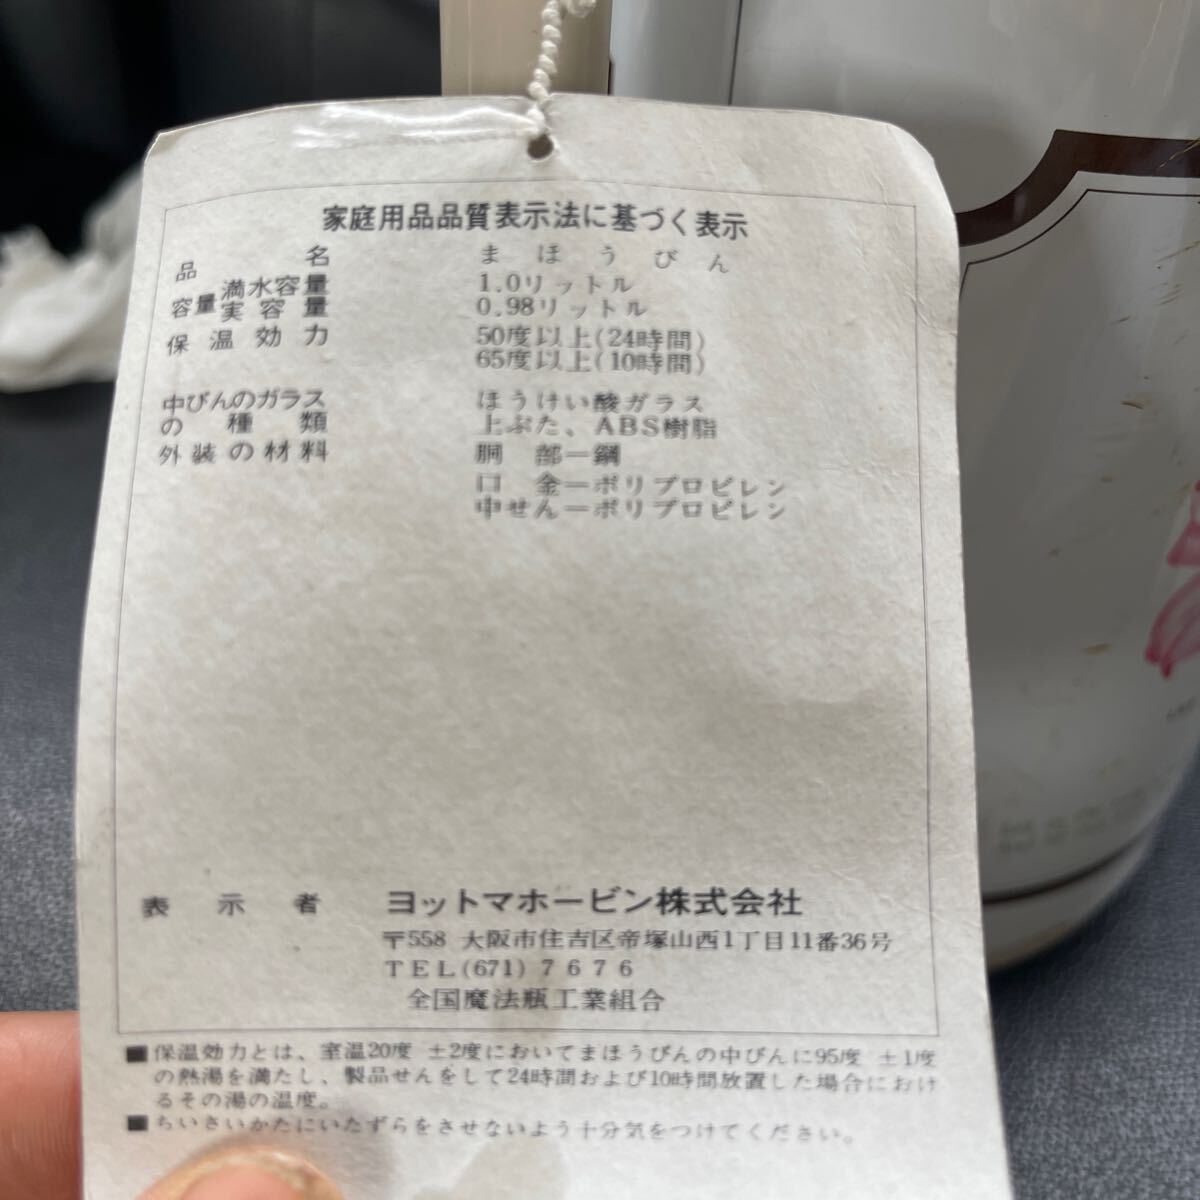 家庭用品品質表示法に基づく表示
品名 まほうびん
容量 満水容量 1.0リットル
実容量 0.98リットル
保温効力 50度以上(24時間)
65度以上(10時間)
中びんのガラス ほうけい酸ガラス
の種類 上ぶた、ABS樹脂
外装の材料 胴部―鋼
口金―ポリプロピレン
中せん―ポリプロピレン
表示者 ヨットマホービン株式会社
〒558 大阪市住吉区帝塚山西1丁目11番36号
TEL(671)7676
全国魔法瓶工業組合
■保温効力とは、室温20度 ±2度においてまほうびんの中びんに95度 ±1度
の熱湯を満たし、製品せんをして24時間および10時間放置した場合におけ
るその湯の温度。
■ちいさいかたにいたずらをさせないよう十分気をつけてください。